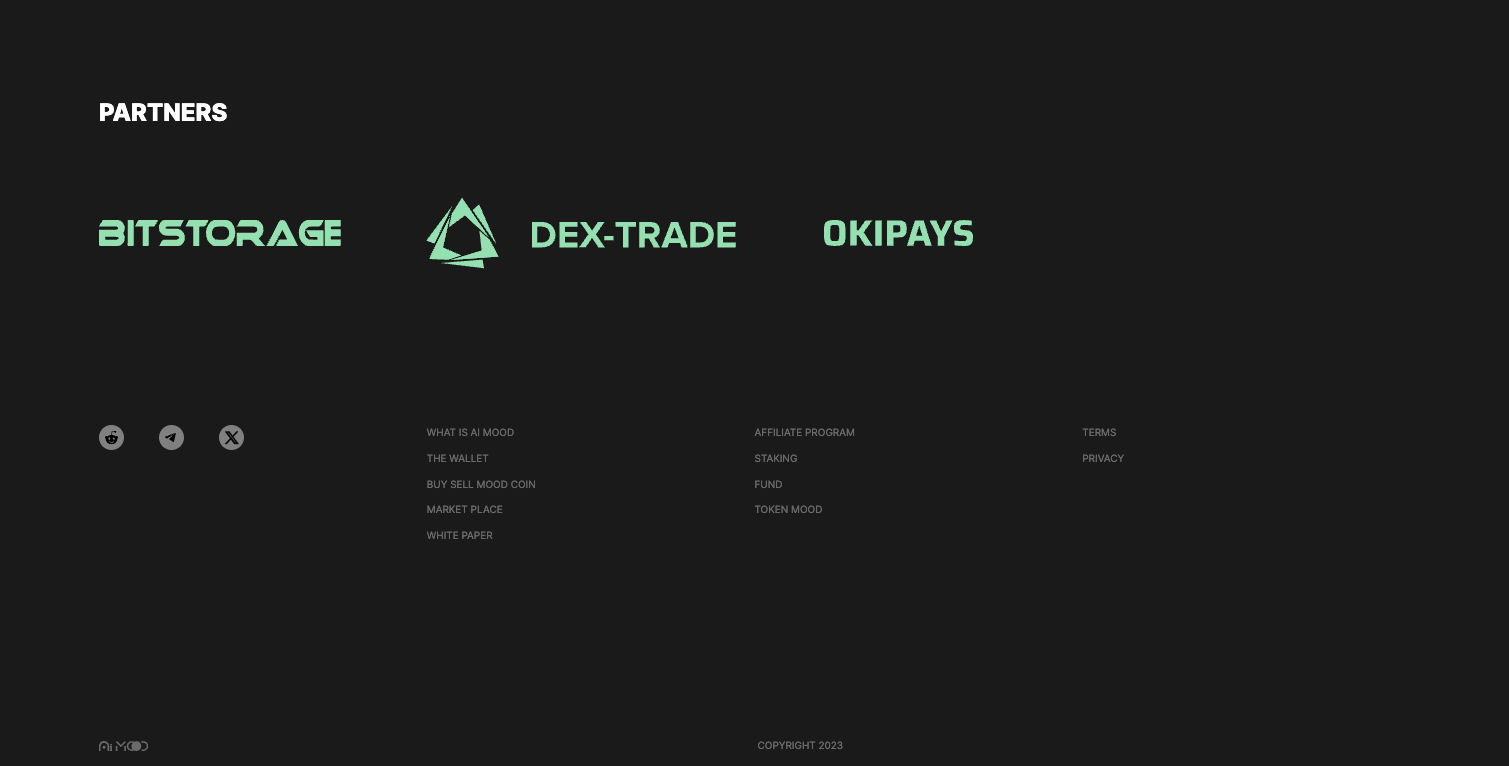 PARTNERS
BITSTORAGE
DEX-TRADE
OKIPAYS
WHAT IS AI MOOD
THE WALLET
BUY SELL MOOD COIN
MARKET PLACE
WHITE PAPER
AFFILIATE PROGRAM
STAKING
FUND
TOKEN MOOD
TERMS
PRIVACY
Ai MOOD
COPYRIGHT 2023